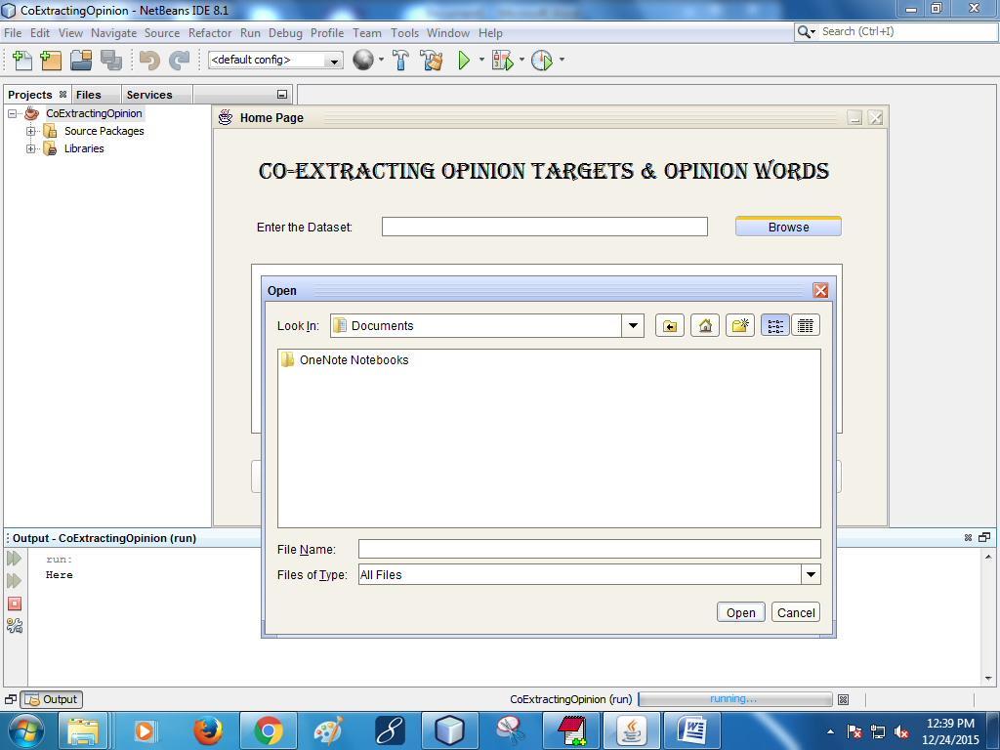 CoExtractingOpinion - NetBeans IDE 8.1
File Edit View Navigate Source Refactor Run Debug Profile Team Tools Window Help
Search (Ctrl+I)
<default config>
Projects Files Services
CoExtractingOpinion
Source Packages
Libraries
Home Page
CO-EXTRACTING OPINION TARGETS & OPINION WORDS
Enter the Dataset:
Browse
Open
Look In:
Documents
OneNote Notebooks
File Name:
Files of Type:
All Files
Open
Cancel
Output - CoExtractingOpinion (run)
run:
Here
Output
CoExtractingOpinion (run)
running...
12:39 PM
12/24/2015